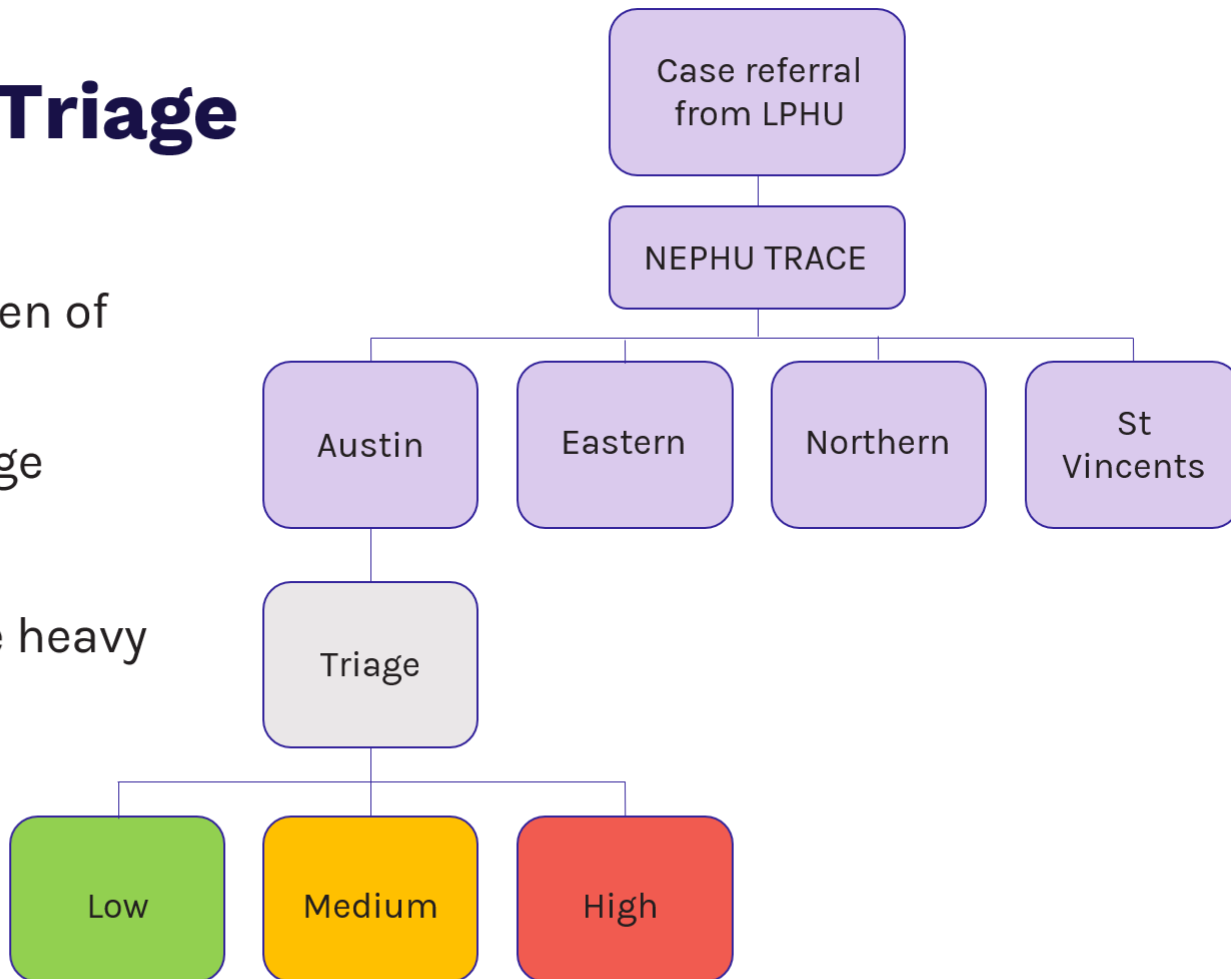 Triage
en of
ge
heavy
Case referral
from LPHU
NEPHU TRACE
Austin
Eastern
Northern
St
Vincents
Triage
Low
Medium
High